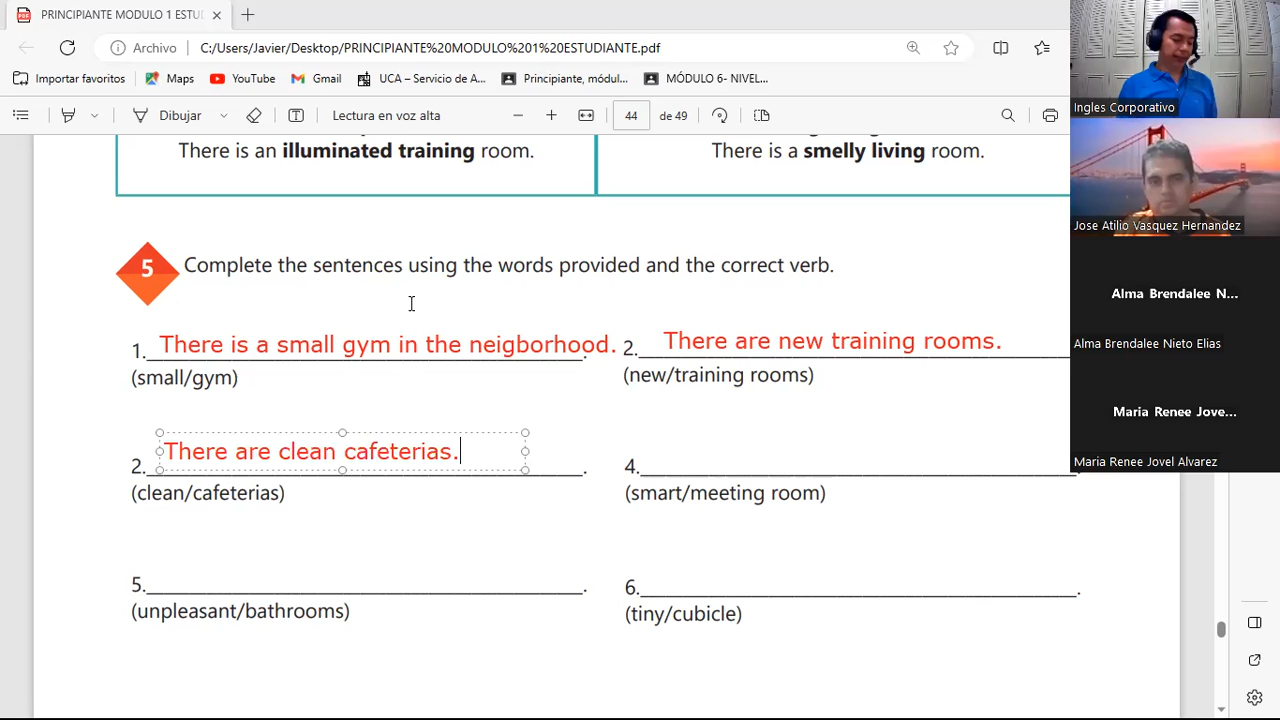 PRINCIPIANTE MODULO 1 ESTUD
Archivo C:/Users/Javier/Desktop/PRINCIPIANTE%20MODULO%201%20ESTUDIANTE.pdf
Importar favoritos Maps YouTube Gmail UCA – Servicio de A... Principiante, módul... MÓDULO 6- NIVEL...
Dibujar Lectura en voz alta 44 de 49
There is an illuminated training room. There is a smelly living room.
5 Complete the sentences using the words provided and the correct verb.
1. There is a small gym in the neigborhood. 2. There are new training rooms.
(small/gym) (new/training rooms)
2. There are clean cafeterias.
4.
(clean/cafeterias) (smart/meeting room)
5. 6.
(unpleasant/bathrooms) (tiny/cubicle)
Ingles Corporativo
Jose Atilio Vasquez Hernandez
Alma Brendalee N...
Alma Brendalee Nieto Elias
Maria Renee Jove...
Maria Renee Jovel Alvarez